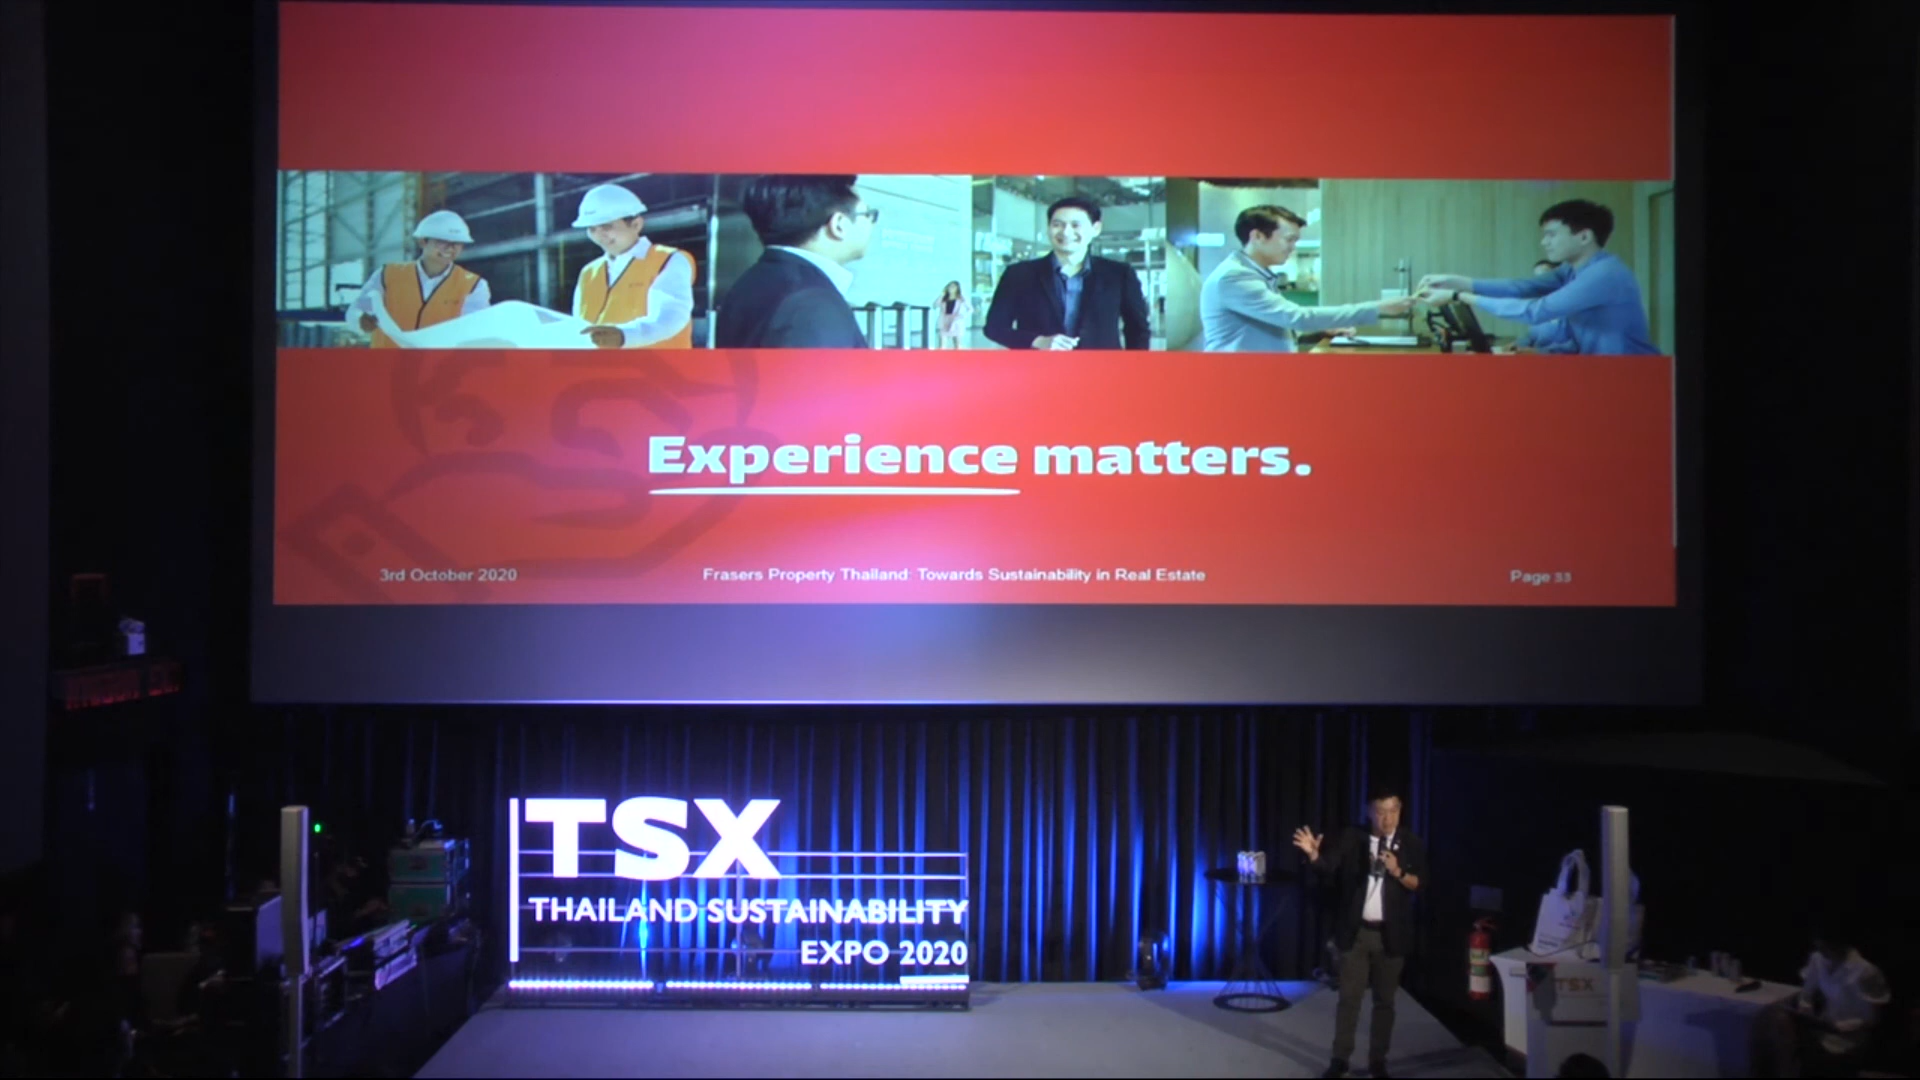 Experience matters.
3rd October 2020
Frasers Property Thailand: Towards Sustainability in Real Estate
Page 33
TSX
THAILAND SUSTAINABILITY
EXPO 2020
TSX